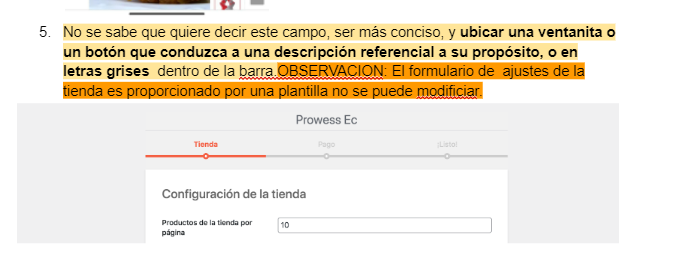 5. No se sabe que quiere decir este campo, ser más conciso, y ubicar una ventanita o
un botón que conduzca a una descripción referencial a su propósito, o en
letras grises dentro de la barra.OBSERVACION: El formulario de ajustes de la
tienda es proporcionado por una plantilla no se puede modificiar.
Prowess Ec
Tienda Pago ¡Listo!
Configuración de la tienda
Productos de la tienda por
página
10